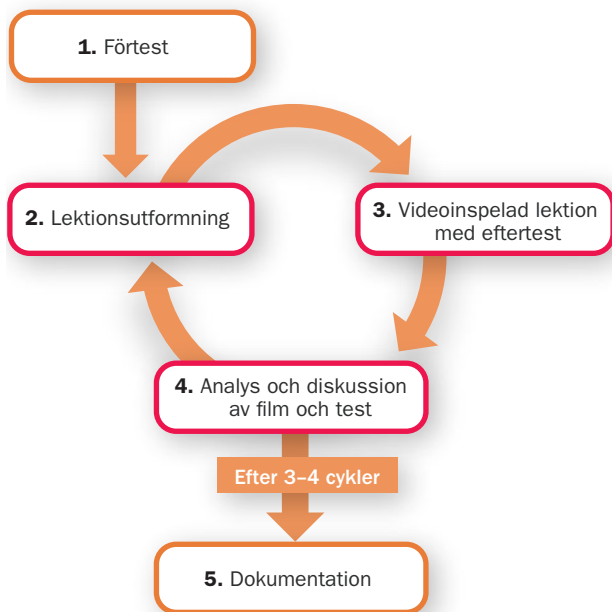 1. Förtest
2. Lektionsutformning
3. Videoinspelad lektion
med eftertest
4. Analys och diskussion
av film och test
Efter 3–4 cykler
5. Dokumentation